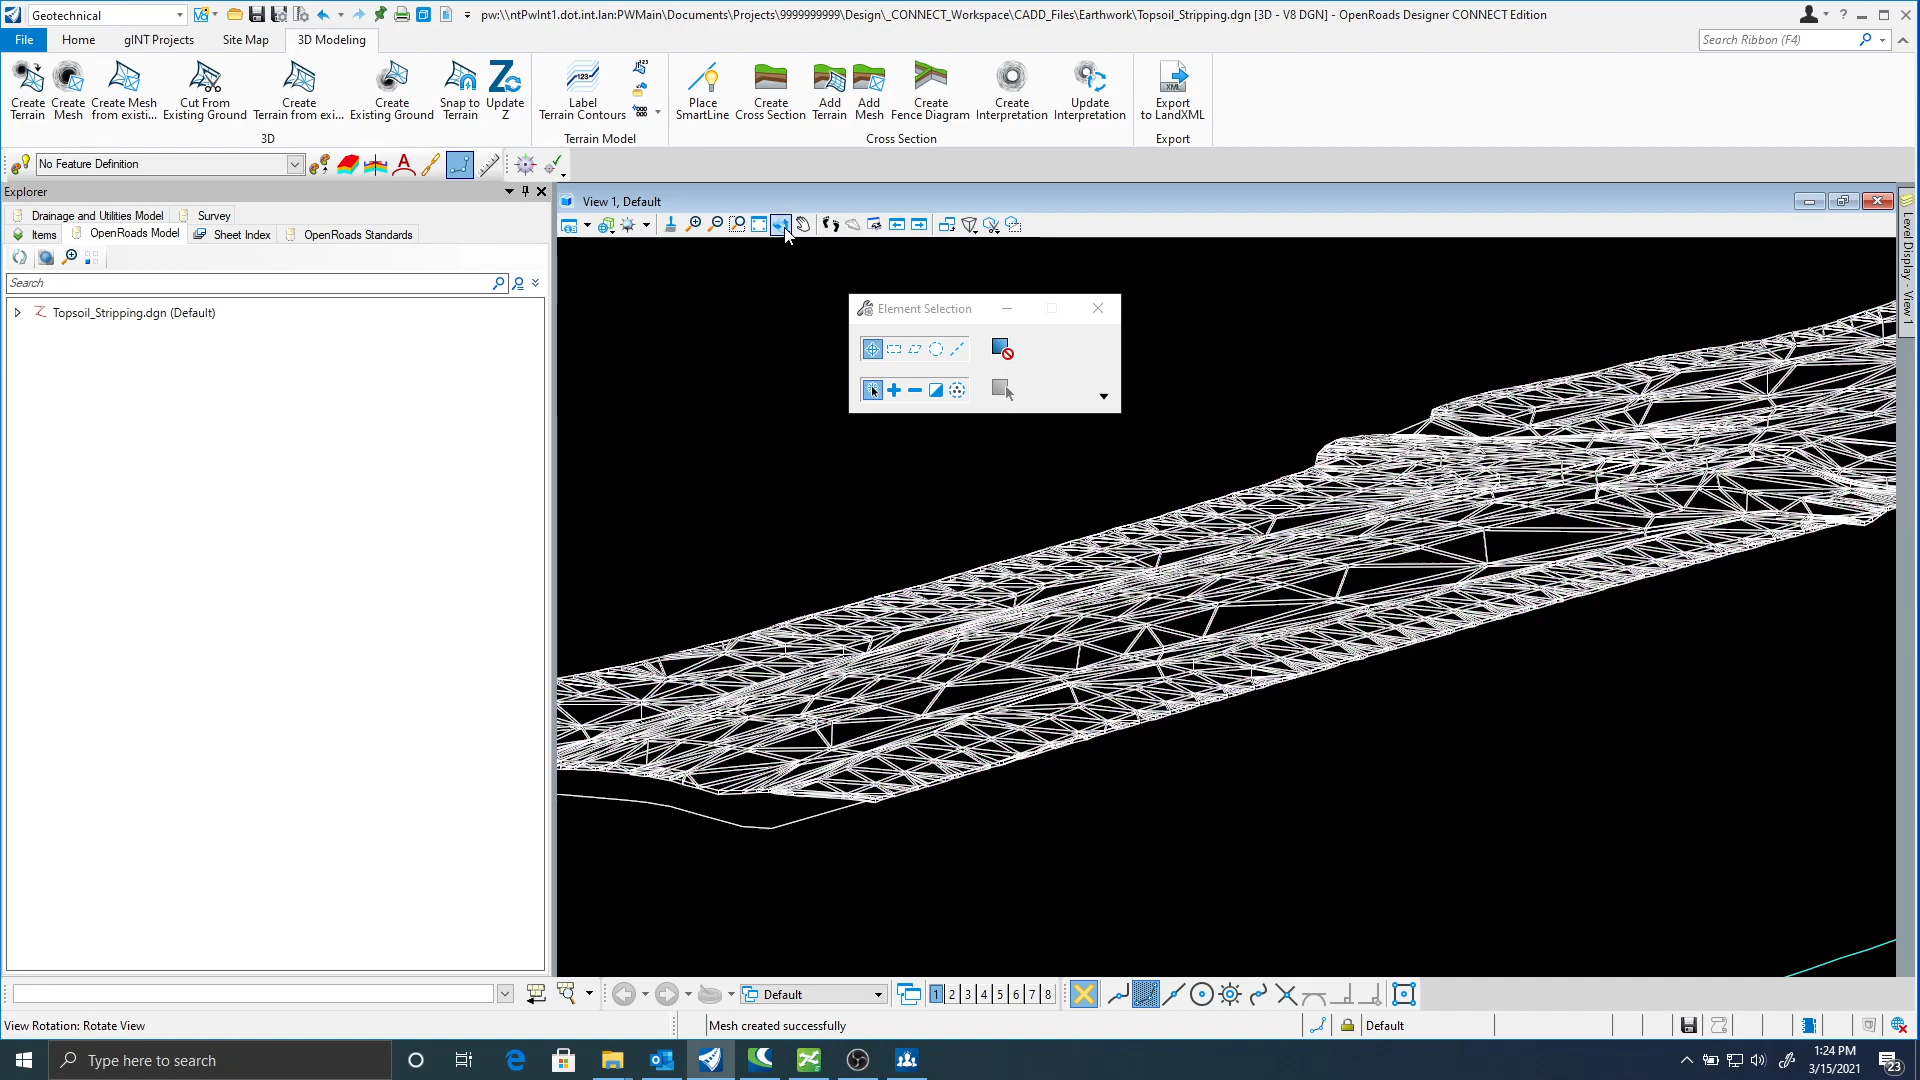 Geotechnical
pw:\\ntPwInt1.dot.int.lan:PWMain\Documents\Projects\9999999999\Design\_CONNECT_Workspace\CADD_Files\Earthwork\Topsoil_Stripping.dgn [3D - V8 DGN] - OpenRoads Designer CONNECT Edition
File Home gINT Projects Site Map 3D Modeling
Search Ribbon (F4)
Create Terrain
Create Mesh
Create Mesh from existi...
Cut From Existing Ground
Create Terrain from exi...
Create Existing Ground
Snap to Terrain
Update Z
Label Terrain Contours
Place SmartLine
Create Cross Section
Add Terrain
Add Mesh
Create Fence Diagram
Create Interpretation
Update Interpretation
Export to LandXML
3D
Terrain Model
Cross Section
Export
No Feature Definition
Explorer
Drainage and Utilities Model Survey
Items OpenRoads Model Sheet Index OpenRoads Standards
Search
Topsoil_Stripping.dgn (Default)
View 1, Default
Level Display - View 1
Element Selection
Default
1 2 3 4 5 6 7 8
View Rotation: Rotate View
Mesh created successfully
Default
Type here to search
1:24 PM
3/15/2021
23